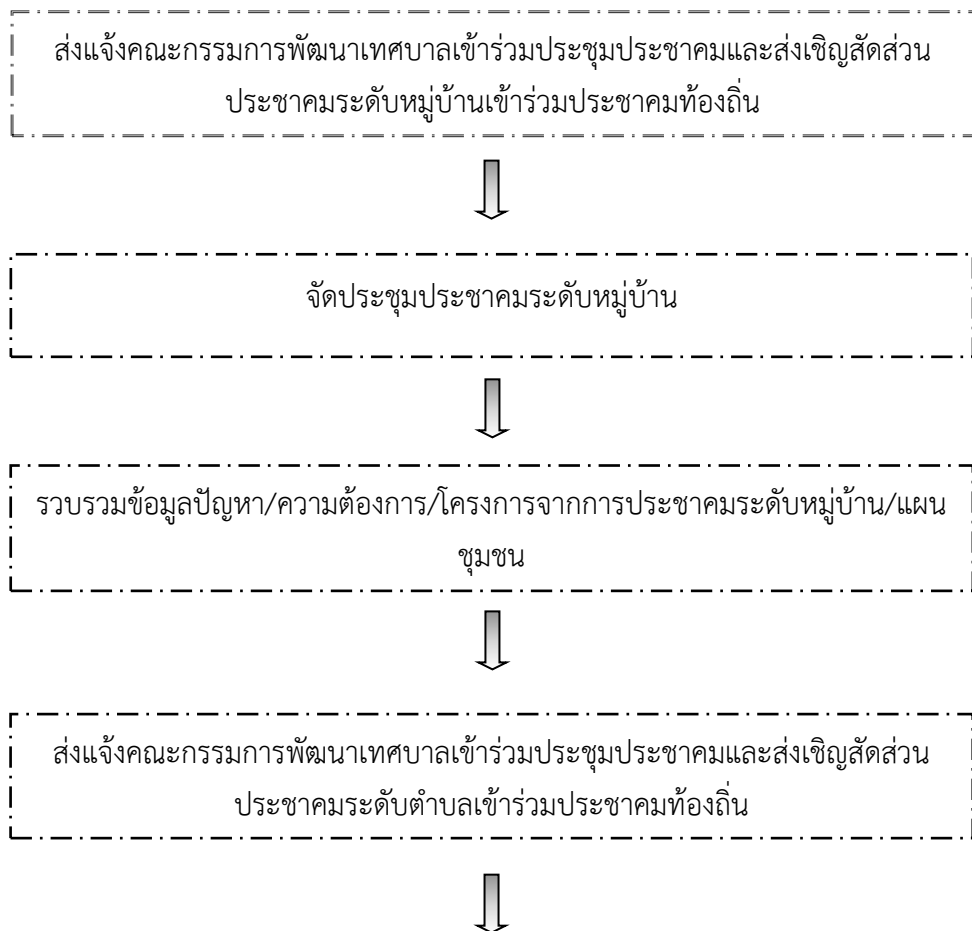 ส่งแจ้งคณะกรรมการพัฒนาเทศบาลเข้าร่วมประชุมประชาคมและส่งเชิญสัดส่วน
ประชาคมระดับหมู่บ้านเข้าร่วมประชาคมท้องถิ่น
จัดประชุมประชาคมระดับหมู่บ้าน
รวบรวมข้อมูลปัญหา/ความต้องการ/โครงการจากการประชาคมระดับหมู่บ้าน/แผน
ชุมชน
ส่งแจ้งคณะกรรมการพัฒนาเทศบาลเข้าร่วมประชุมประชาคมและส่งเชิญสัดส่วน
ประชาคมระดับตำบลเข้าร่วมประชาคมท้องถิ่น